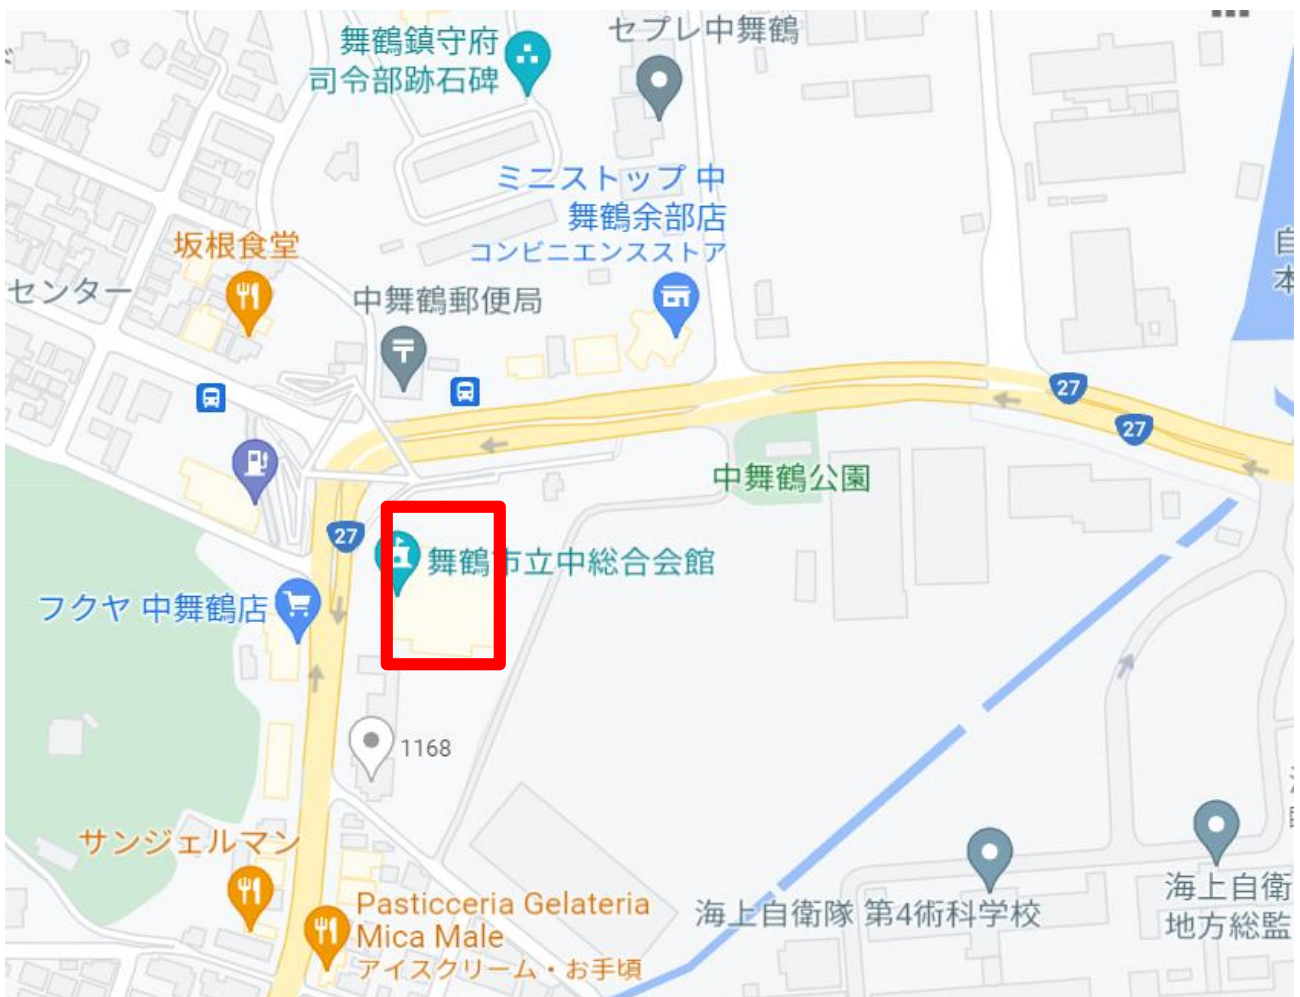 舞鶴鎮守府
司令部跡石碑
セプレ中舞鶴
ミニストップ 中
舞鶴余部店
コンビニエンスストア
坂根食堂
センター
中舞鶴郵便局
自
本
27
27
中舞鶴公園
27
舞鶴市立中総合会館
フクヤ 中舞鶴店
1168
サンジェルマン
Pasticceria Gelateria
Mica Male
アイスクリーム・お手頃
海上自衛隊 第4術科学校
海上自衛
地方総監